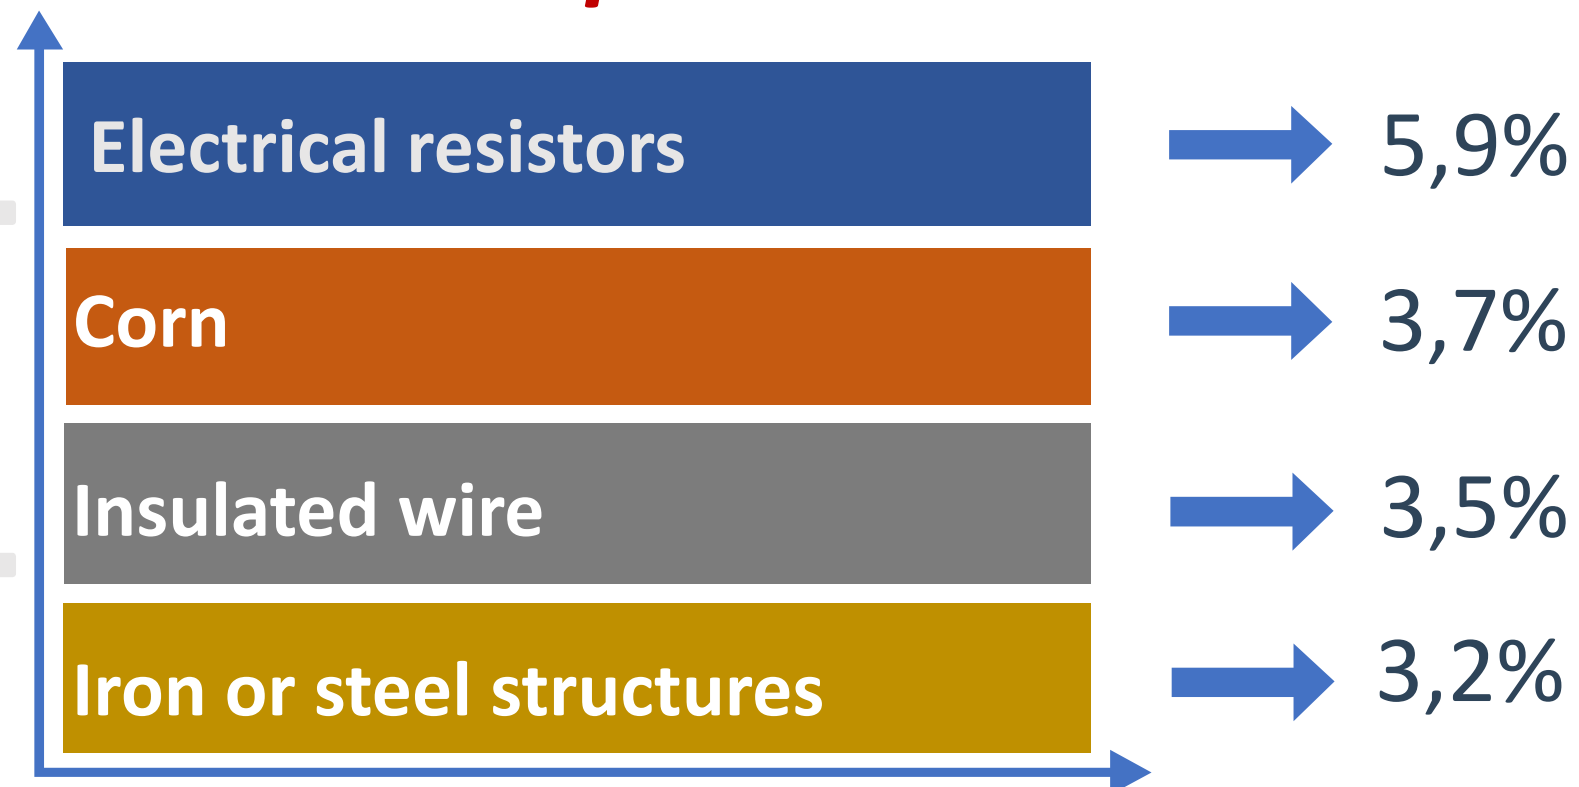 Electrical resistors 5,9%
Corn 3,7%
Insulated wire 3,5%
Iron or steel structures 3,2%